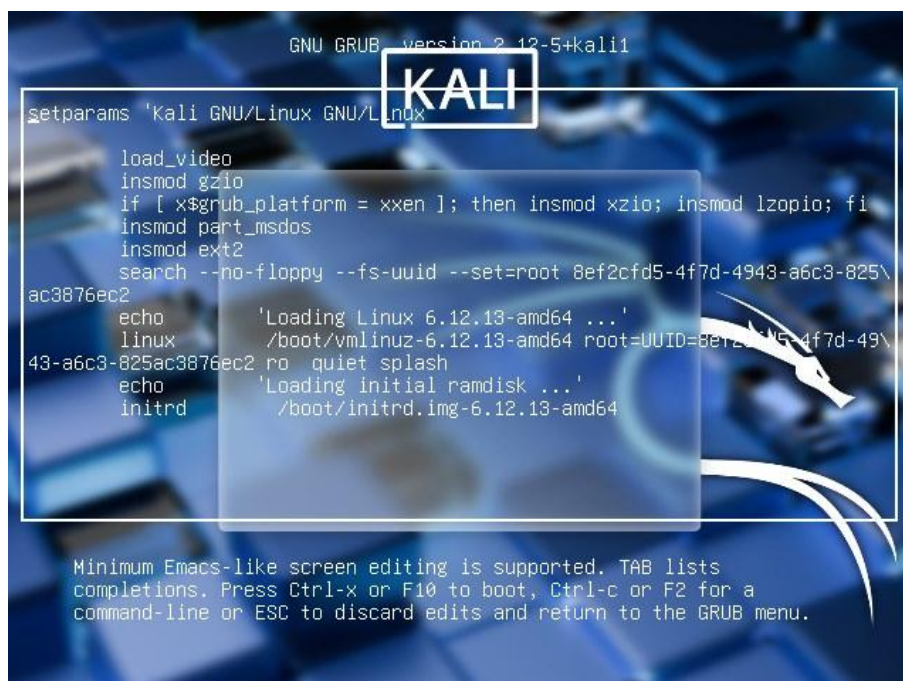 GNU GRUB version 2.12-5+kali1
KALI
setparams 'Kali GNU/Linux GNU/Linux'
load_video
insmod gzio
if [ x$grub_platform = xxen ]; then insmod xzio; insmod lzopio; fi
insmod part_msdos
insmod ext2
search --no-floppy --fs-uuid --set=root 8ef2cfd5-4f7d-4943-a6c3-825\
ac3876ec2
echo 'Loading Linux 6.12.13-amd64 ...'
linux /boot/vmlinuz-6.12.13-amd64 root=UUID=8ef2cfd5-4f7d-49\
43-a6c3-825ac3876ec2 ro quiet splash
echo 'Loading initial ramdisk ...'
initrd /boot/initrd.img-6.12.13-amd64
Minimum Emacs-like screen editing is supported. TAB lists
completions. Press Ctrl-x or F10 to boot, Ctrl-c or F2 for a
command-line or ESC to discard edits and return to the GRUB menu.